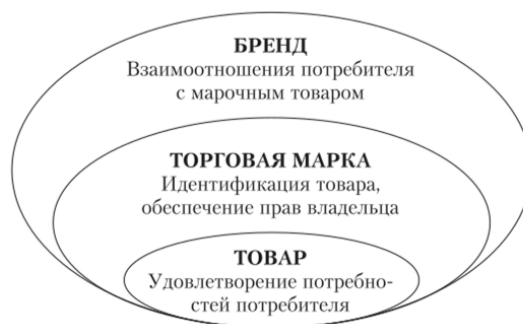 БРЕНД
Взаимоотношения потребителя
с марочным товаром
ТОРГОВАЯ МАРКА
Идентификация товара,
обеспечение прав владельца
ТОВАР
Удовлетворение потребно-
стей потребителя